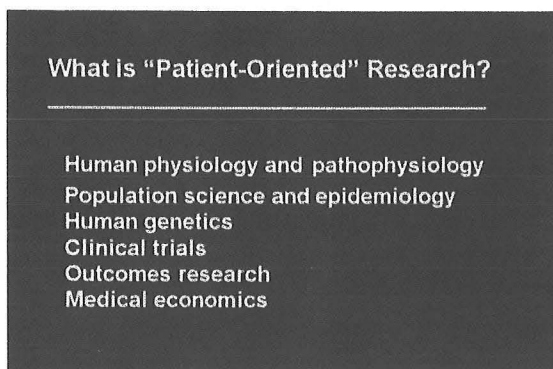 What is “Patient-Oriented” Research?
Human physiology and pathophysiology
Population science and epidemiology
Human genetics
Clinical trials
Outcomes research
Medical economics